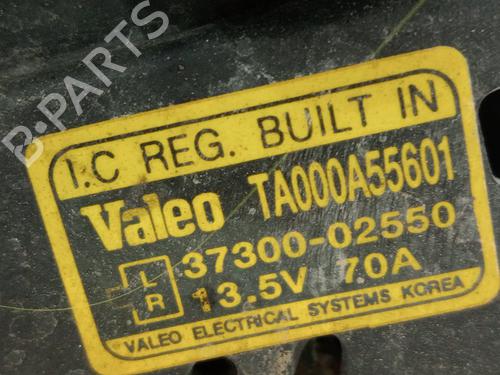 B-PARTS
I.C REG. BUILT IN
Valeo TA000A55601
L R 37300-02550
13.5V 70A
VALEO ELECTRICAL SYSTEMS KOREA